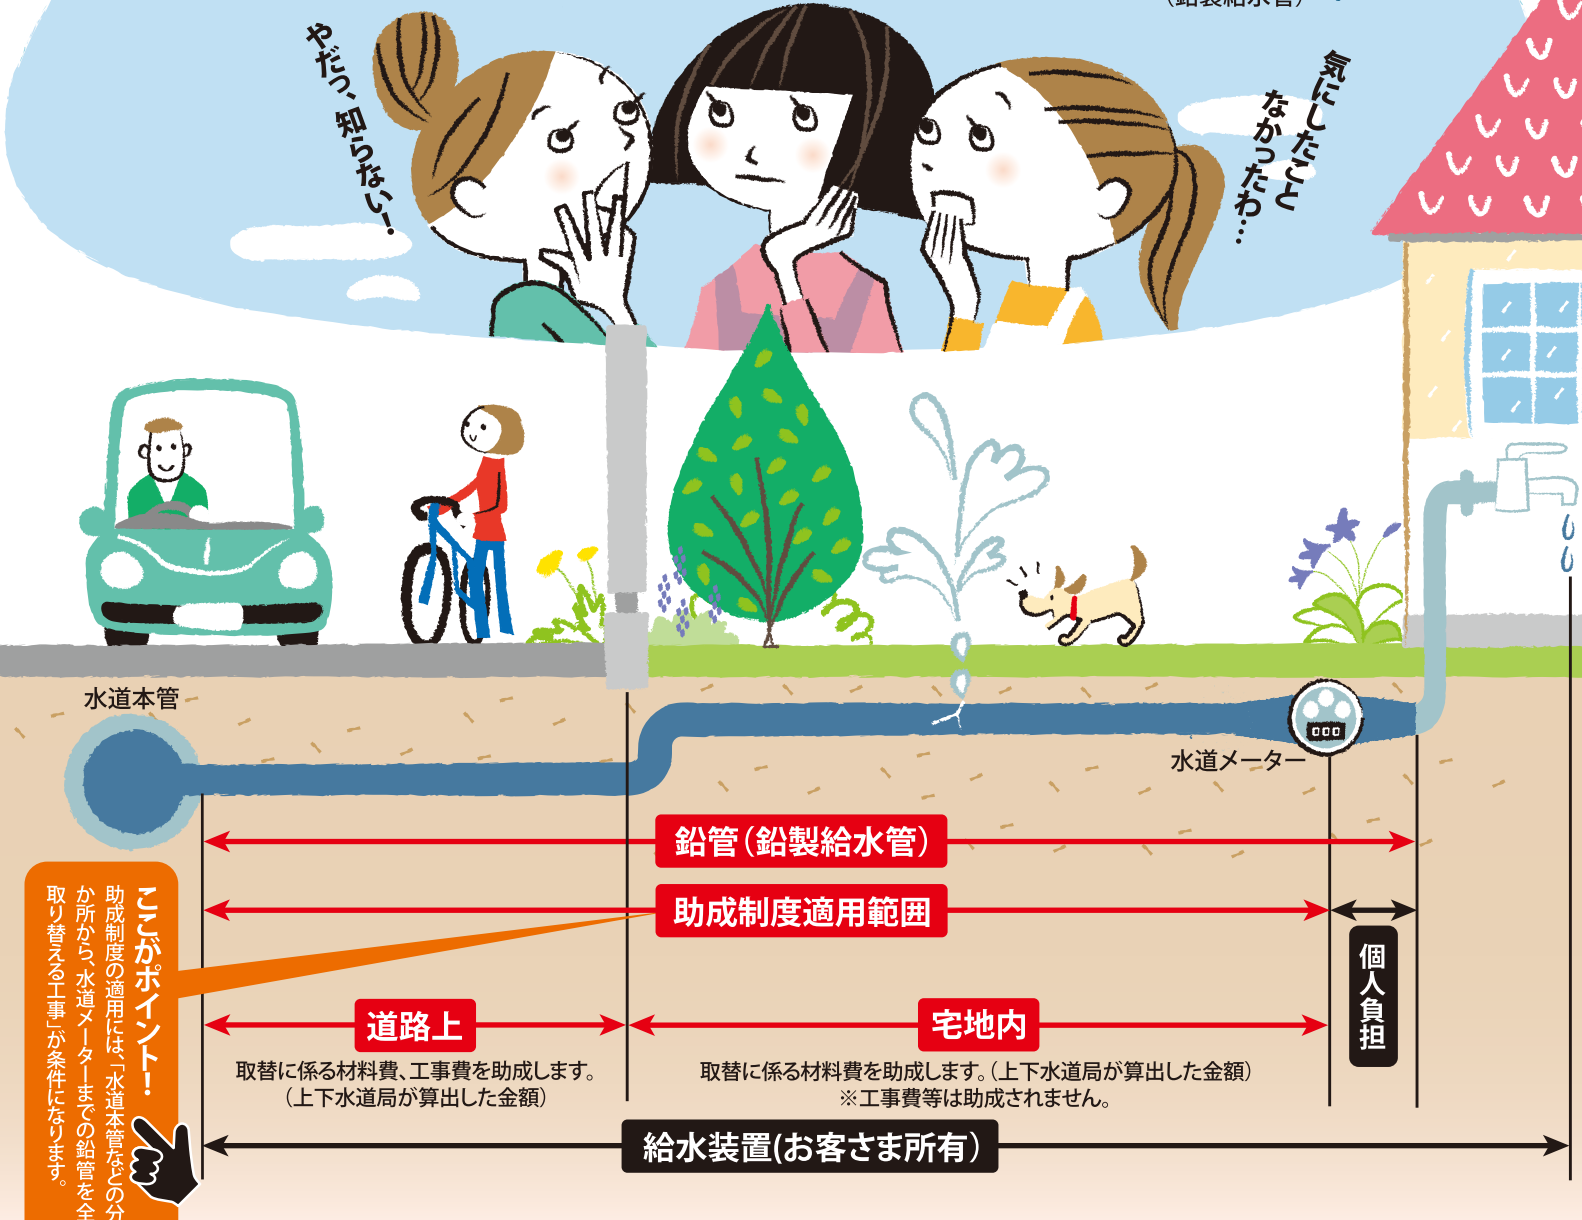 （鉛製給水管）
気にしたこと
なかったわ…
やだっ、知らない！
水道本管
水道メーター
鉛管（鉛製給水管）
助成制度適用範囲
個人負担
ここがポイント！
助成制度の適用には、「水道本管などの分
か所から、水道メーターまでの鉛管を全
取り替える工事」が条件になります。
道路上
取替に係る材料費、工事費を助成します。
（上下水道局が算出した金額）
宅地内
取替に係る材料費を助成します。（上下水道局が算出した金額）
※工事費等は助成されません。
給水装置(お客さま所有）